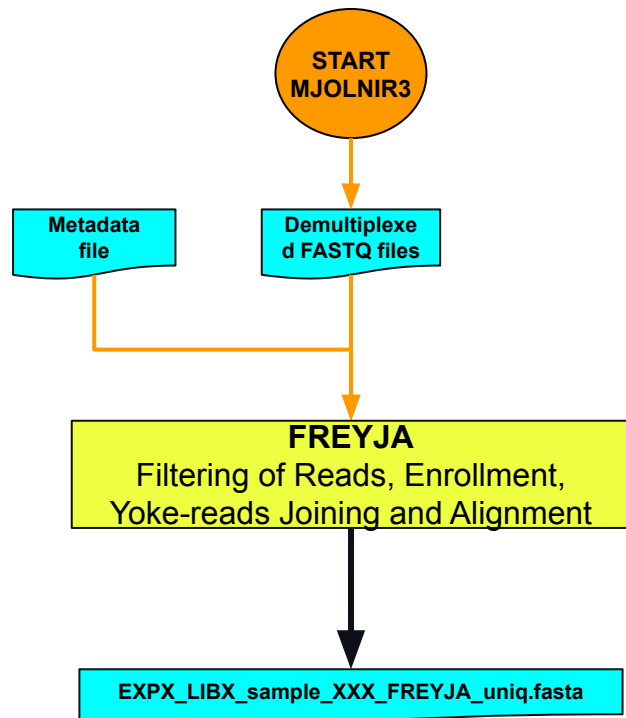 START
MJOLNIR3
Metadata
file
Demultiplexe
d FASTQ files
FREYJA
Filtering of Reads, Enrollment,
Yoke-reads Joining and Alignment
EXPX_LIBX_sample_XXX_FREYJA_uniq.fasta